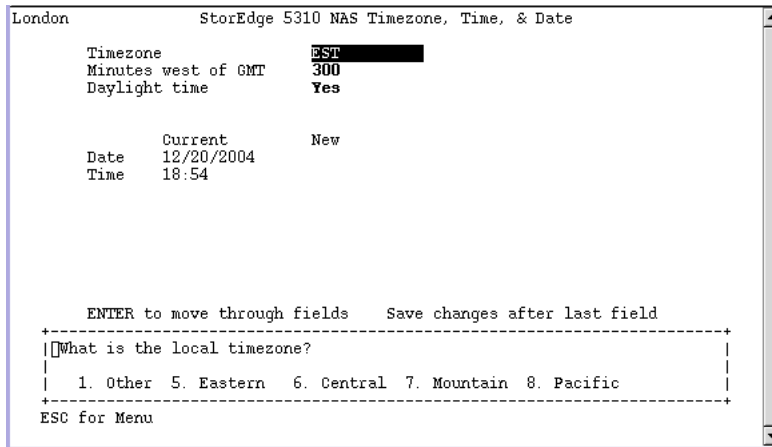 London StorEdge 5310 NAS Timezone, Time, & Date
Timezone EST
Minutes west of GMT 300
Daylight time Yes
Current New
Date 12/20/2004
Time 18:54
ENTER to move through fields Save changes after last field
What is the local timezone?
1. Other 5. Eastern 6. Central 7. Mountain 8. Pacific
ESC for Menu